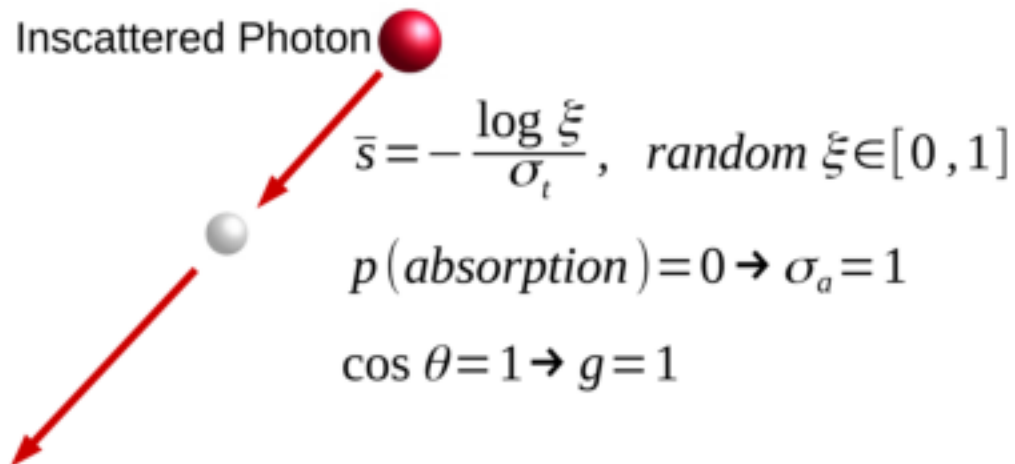 Inscattered Photon
s̅ = − log ξ / σₜ , random ξ∈[0,1]
p(absorption)=0→σₐ=1
cos θ=1→g=1